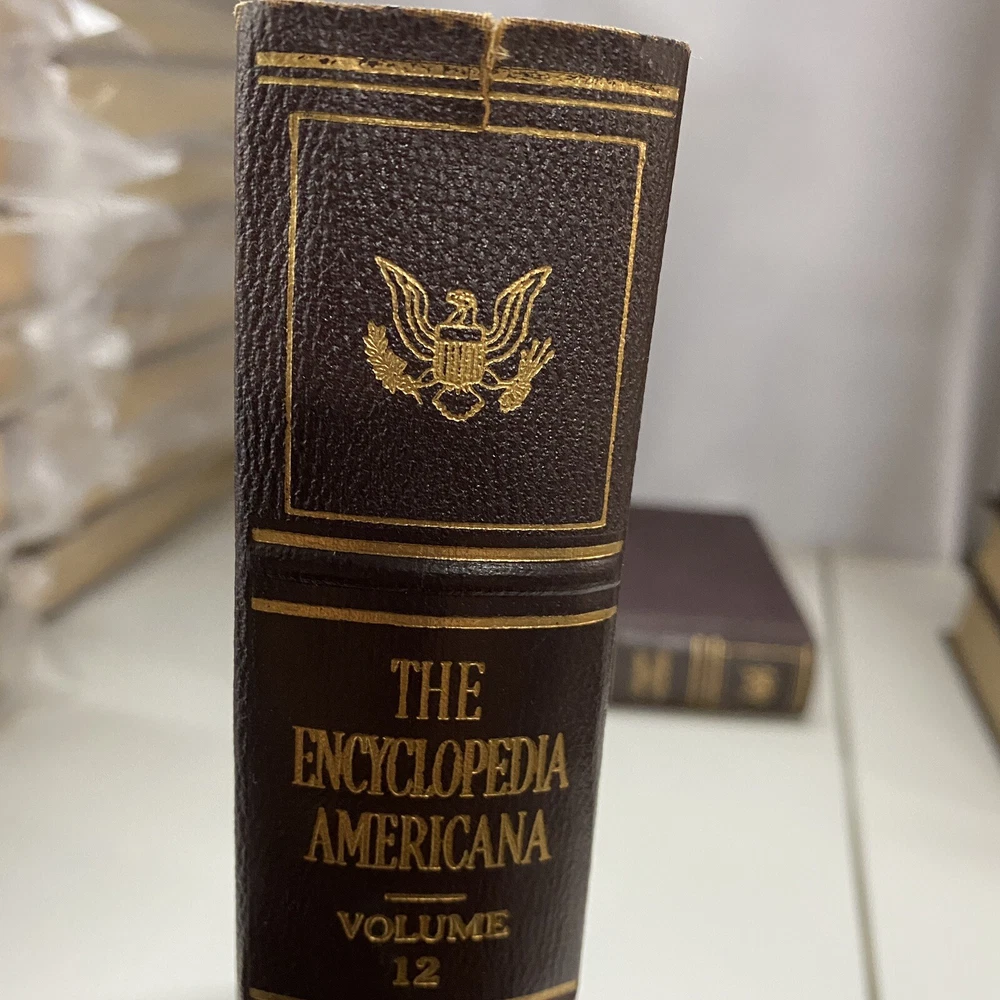 THE
ENCYCLOPEDIA
AMERICANA
VOLUME
12